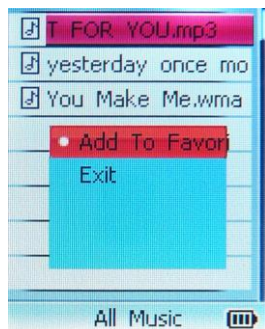 T FOR YOU.mp3
yesterday once mo
You Make Me.wma
Add To Favori
Exit
All Music